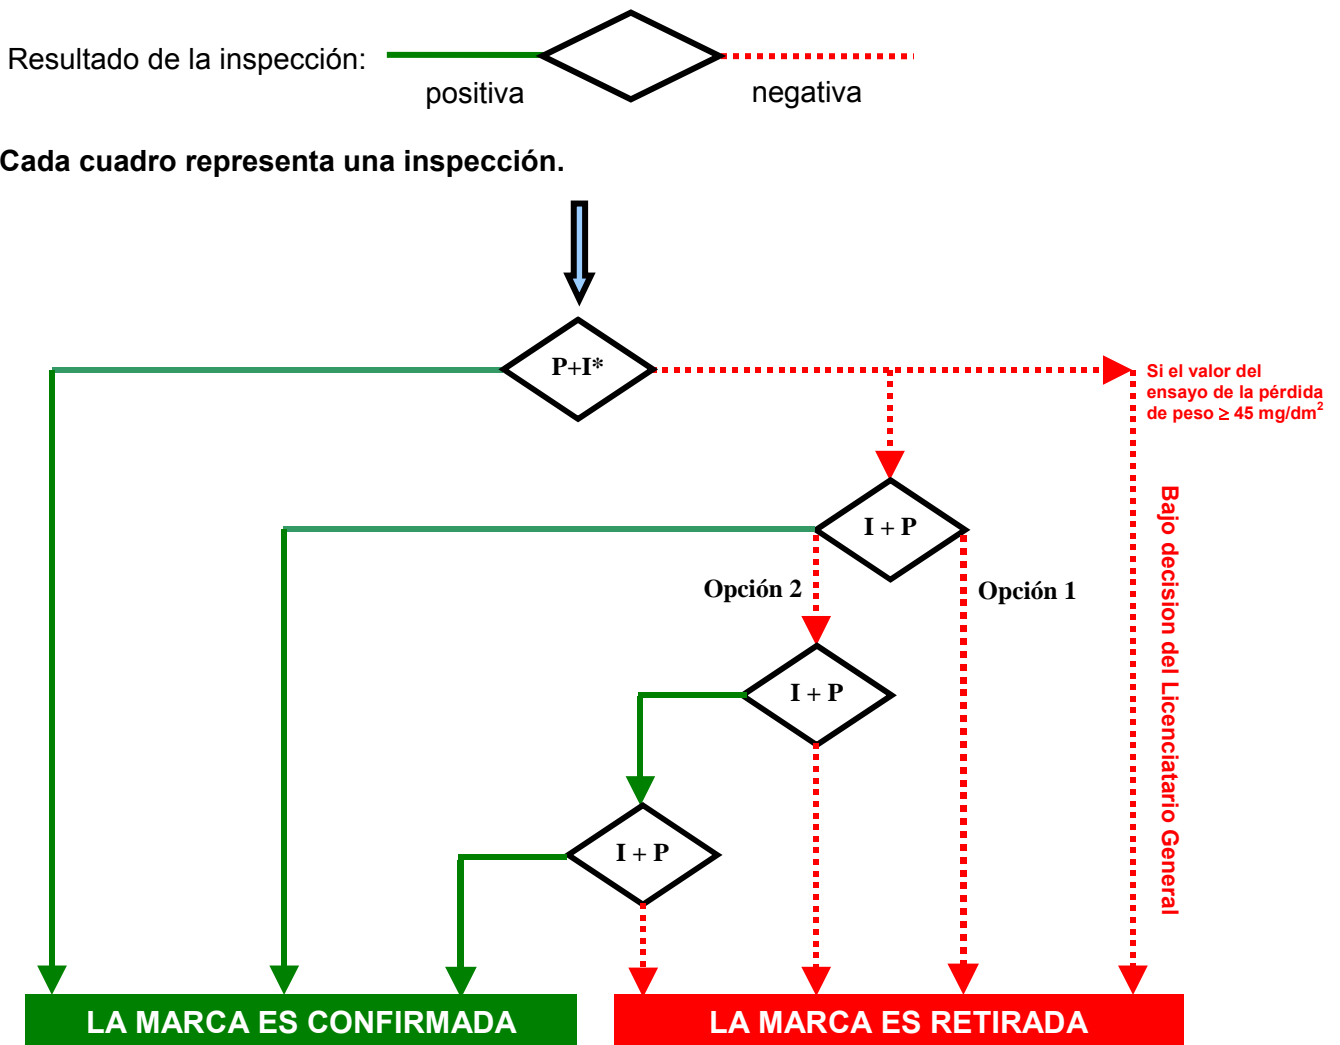 Resultado de la inspección:
positiva
negativa
Cada cuadro representa una inspección.
P+I*
Si el valor del
ensayo de la pérdida
de peso ≥ 45 mg/dm²
I + P
Opción 2
Opción 1
Bajo decision del Licenciatario General
I + P
I + P
LA MARCA ES CONFIRMADA
LA MARCA ES RETIRADA